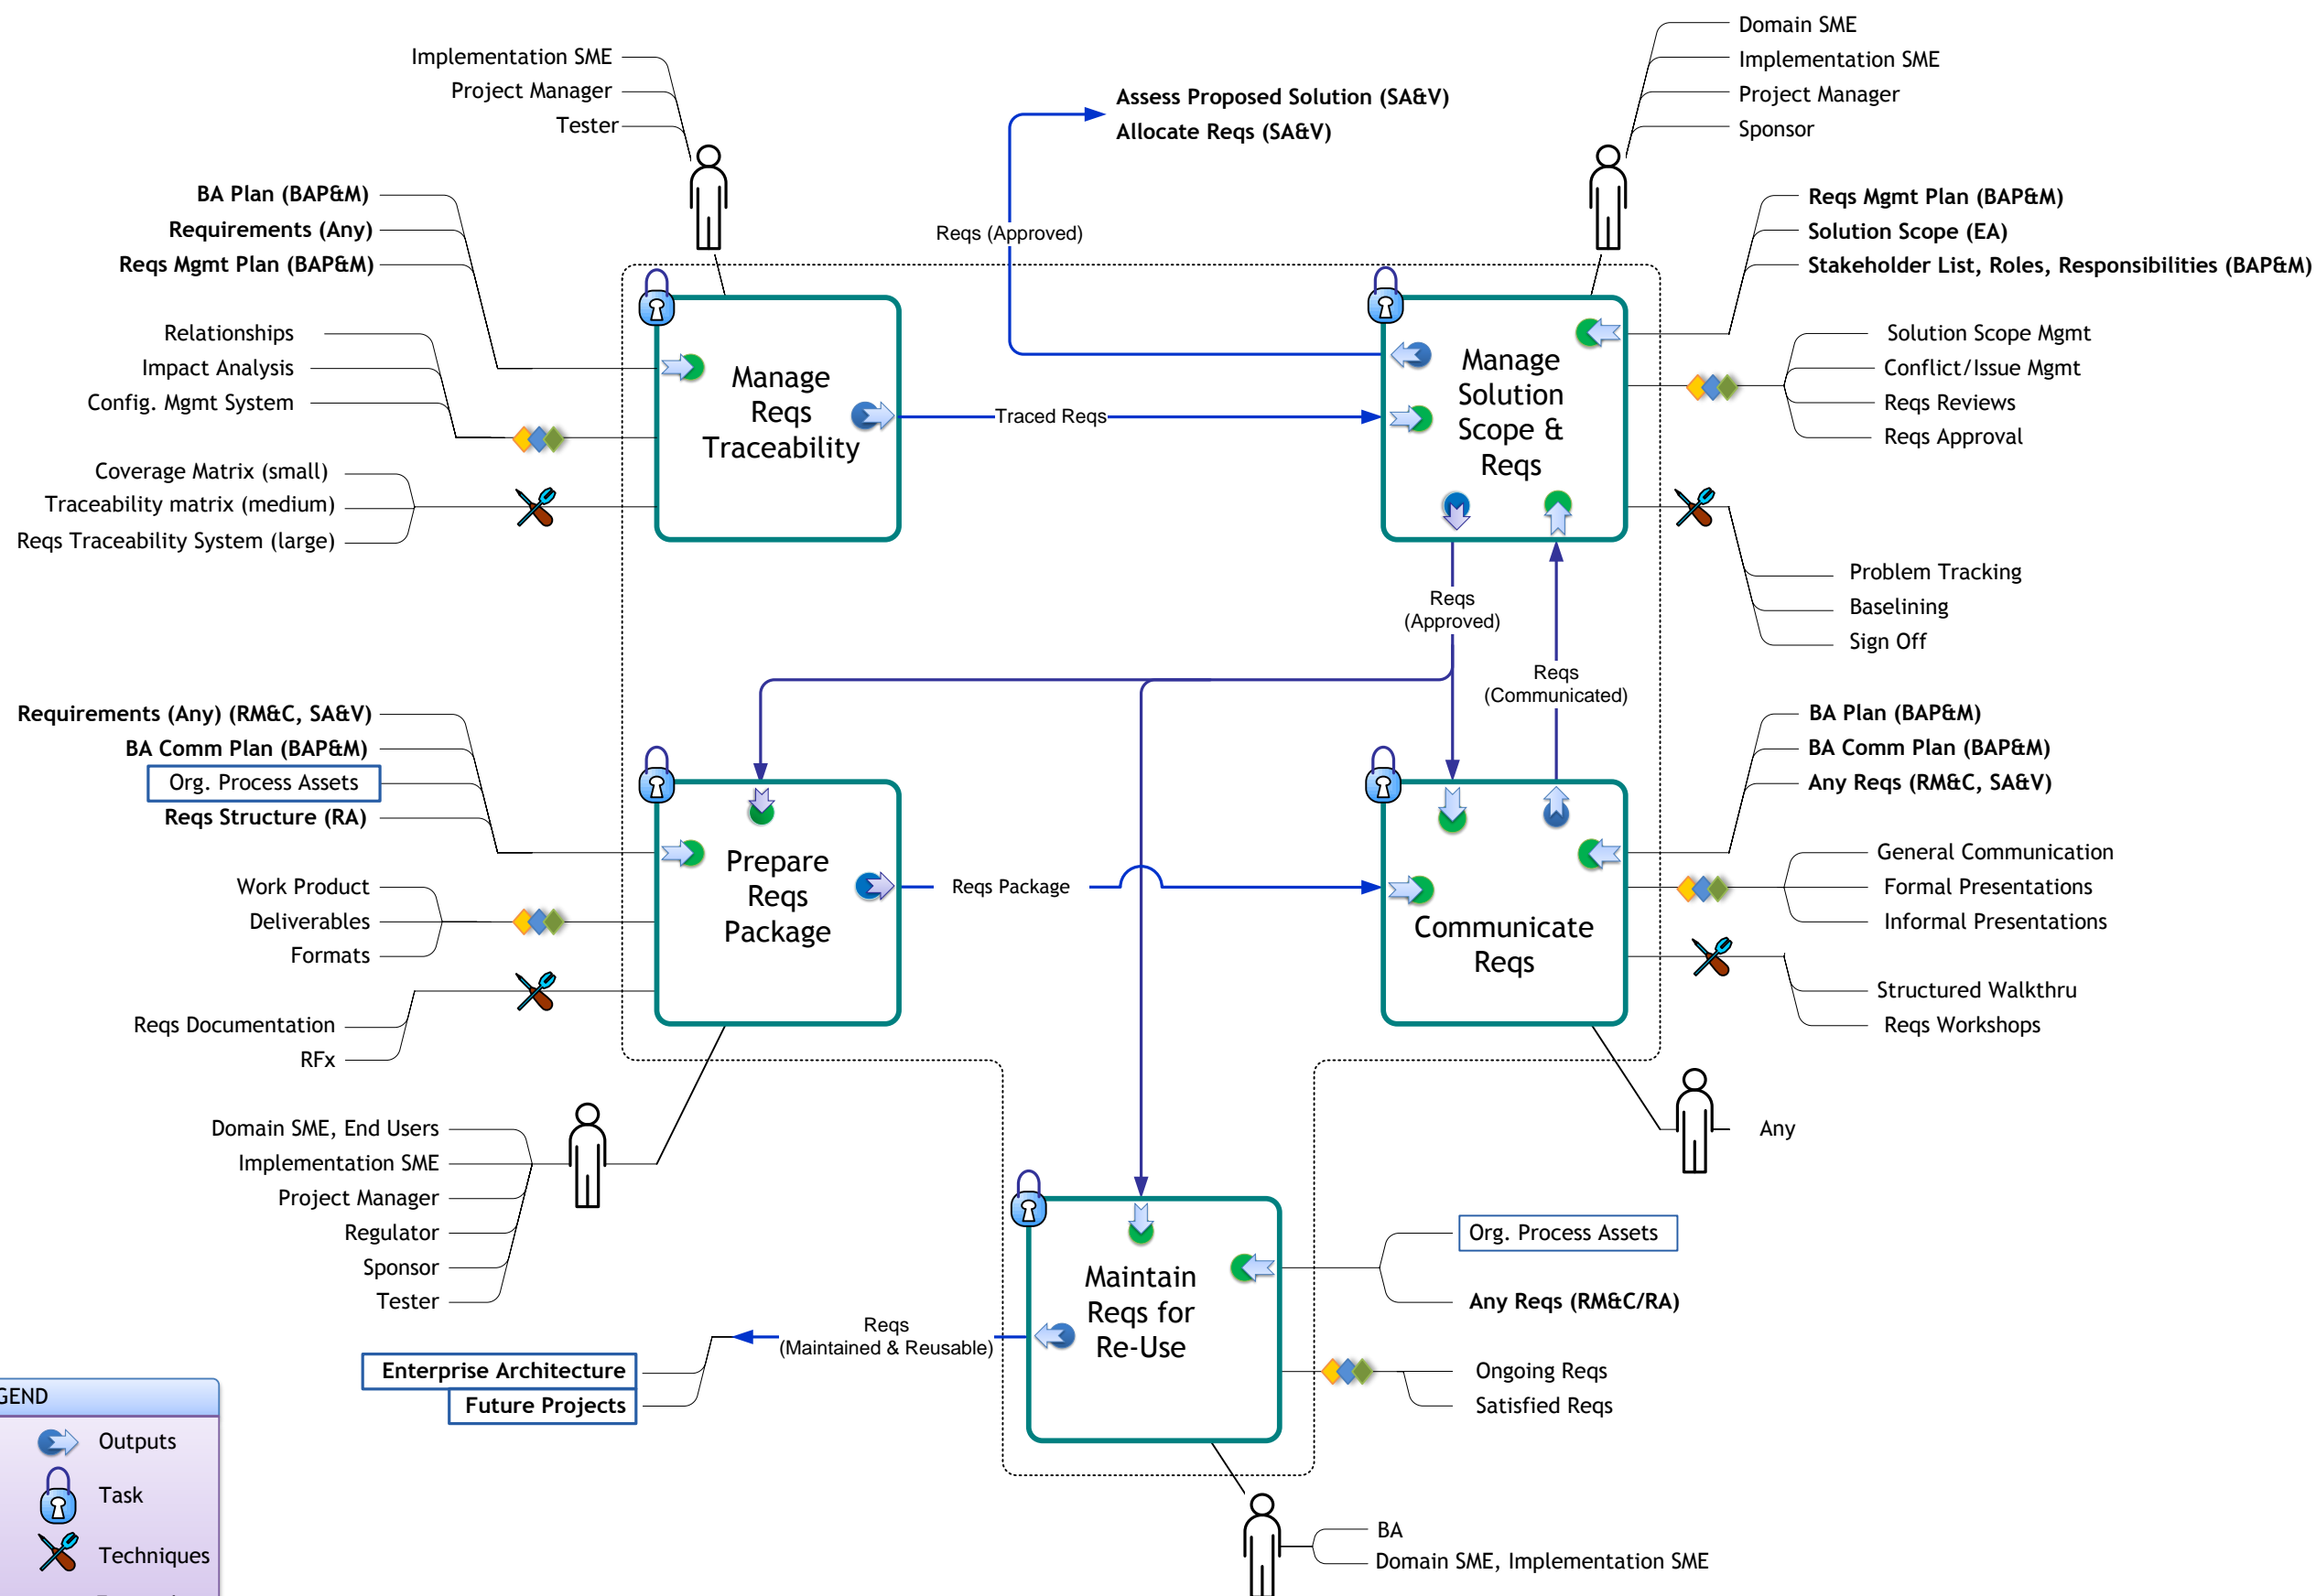 Implementation SME
Project Manager
Tester
Domain SME
Implementation SME
Project Manager
Sponsor
Assess Proposed Solution (SA&V)
Allocate Reqs (SA&V)
BA Plan (BAP&M)
Requirements (Any)
Reqs Mgmt Plan (BAP&M)
Reqs (Approved)
Reqs Mgmt Plan (BAP&M)
Solution Scope (EA)
Stakeholder List, Roles, Responsibilities (BAP&M)
Relationships
Impact Analysis
Config. Mgmt System
Manage
Reqs
Traceability
Traced Reqs
Manage
Solution
Scope &
Reqs
Solution Scope Mgmt
Conflict/Issue Mgmt
Reqs Reviews
Reqs Approval
Coverage Matrix (small)
Traceability matrix (medium)
Reqs Traceability System (large)
Problem Tracking
Baselining
Sign Off
Reqs
(Approved)
Reqs
(Communicated)
Requirements (Any) (RM&C, SA&V)
BA Comm Plan (BAP&M)
Org. Process Assets
Reqs Structure (RA)
BA Plan (BAP&M)
BA Comm Plan (BAP&M)
Any Reqs (RM&C, SA&V)
Work Product
Deliverables
Formats
Prepare
Reqs
Package
Reqs Package
Communicate
Reqs
General Communication
Formal Presentations
Informal Presentations
Reqs Documentation
RFx
Structured Walkthru
Reqs Workshops
Domain SME, End Users
Implementation SME
Project Manager
Regulator
Sponsor
Tester
Any
Maintain
Reqs for
Re-Use
Org. Process Assets
Any Reqs (RM&C/RA)
Reqs
(Maintained & Reusable)
Enterprise Architecture
Future Projects
Ongoing Reqs
Satisfied Reqs
GEND
Outputs
Task
Techniques
BA
Domain SME, Implementation SME